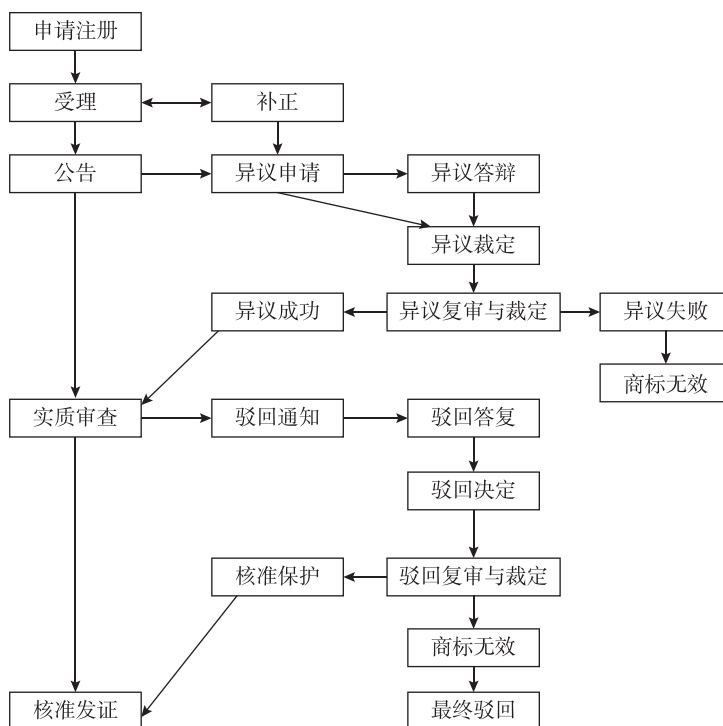 申请注册
受理
补正
公告
异议申请
异议答辩
异议裁定
异议成功
异议复审与裁定
异议失败
商标无效
实质审查
驳回通知
驳回答复
驳回决定
核准保护
驳回复审与裁定
商标无效
核准发证
最终驳回